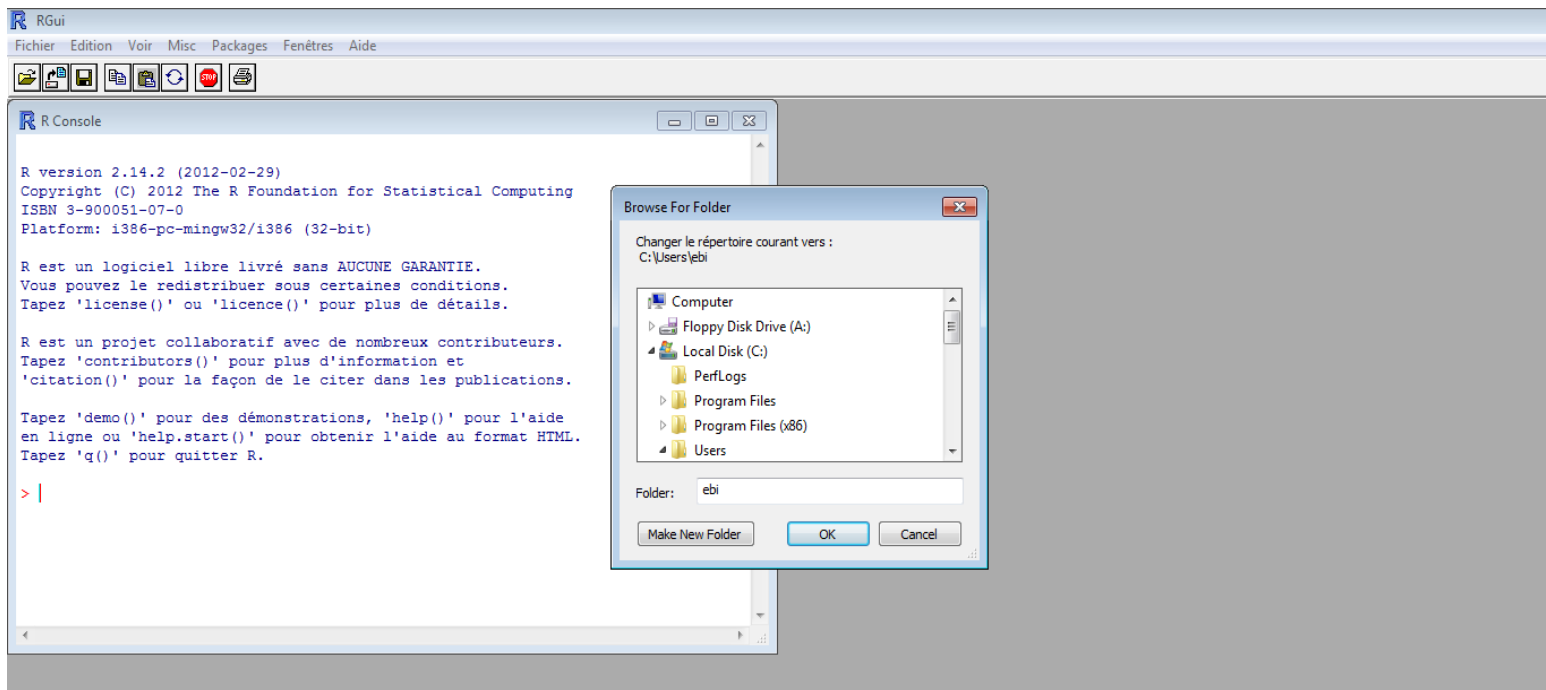 RGui
Fichier Edition Voir Misc Packages Fenêtres Aide
STOP
R Console
R version 2.14.2 (2012-02-29)
Copyright (C) 2012 The R Foundation for Statistical Computing
ISBN 3-900051-07-0
Platform: i386-pc-mingw32/i386 (32-bit)
R est un logiciel libre livré sans AUCUNE GARANTIE.
Vous pouvez le redistribuer sous certaines conditions.
Tapez 'license()' ou 'licence()' pour plus de détails.
R est un projet collaboratif avec de nombreux contributeurs.
Tapez 'contributors()' pour plus d'information et
'citation()' pour la façon de le citer dans les publications.
Tapez 'demo()' pour des démonstrations, 'help()' pour l'aide
en ligne ou 'help.start()' pour obtenir l'aide au format HTML.
Tapez 'q()' pour quitter R.
>
Browse For Folder
Changer le répertoire courant vers :
C:\Users\ebi
Computer
Floppy Disk Drive (A:)
Local Disk (C:)
PerfLogs
Program Files
Program Files (x86)
Users
Folder: ebi
Make New Folder OK Cancel